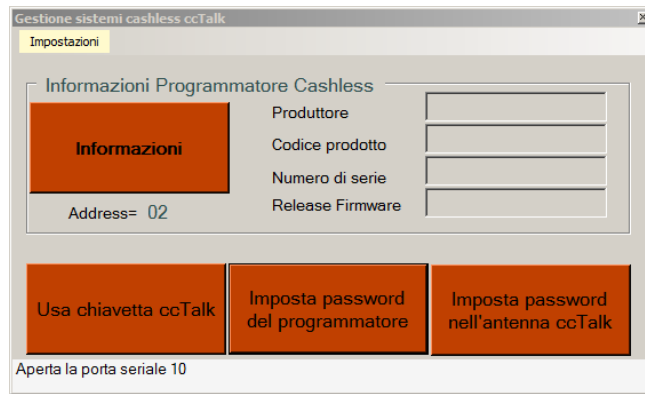 Gestione sistemi cashless ccTalk
Impostazioni
Informazioni Programmatore Cashless
Informazioni
Produttore
Codice prodotto
Numero di serie
Release Firmware
Address= 02
Usa chiavetta ccTalk
Imposta password
del programmatore
Imposta password
nell'antenna ccTalk
Aperta la porta seriale 10